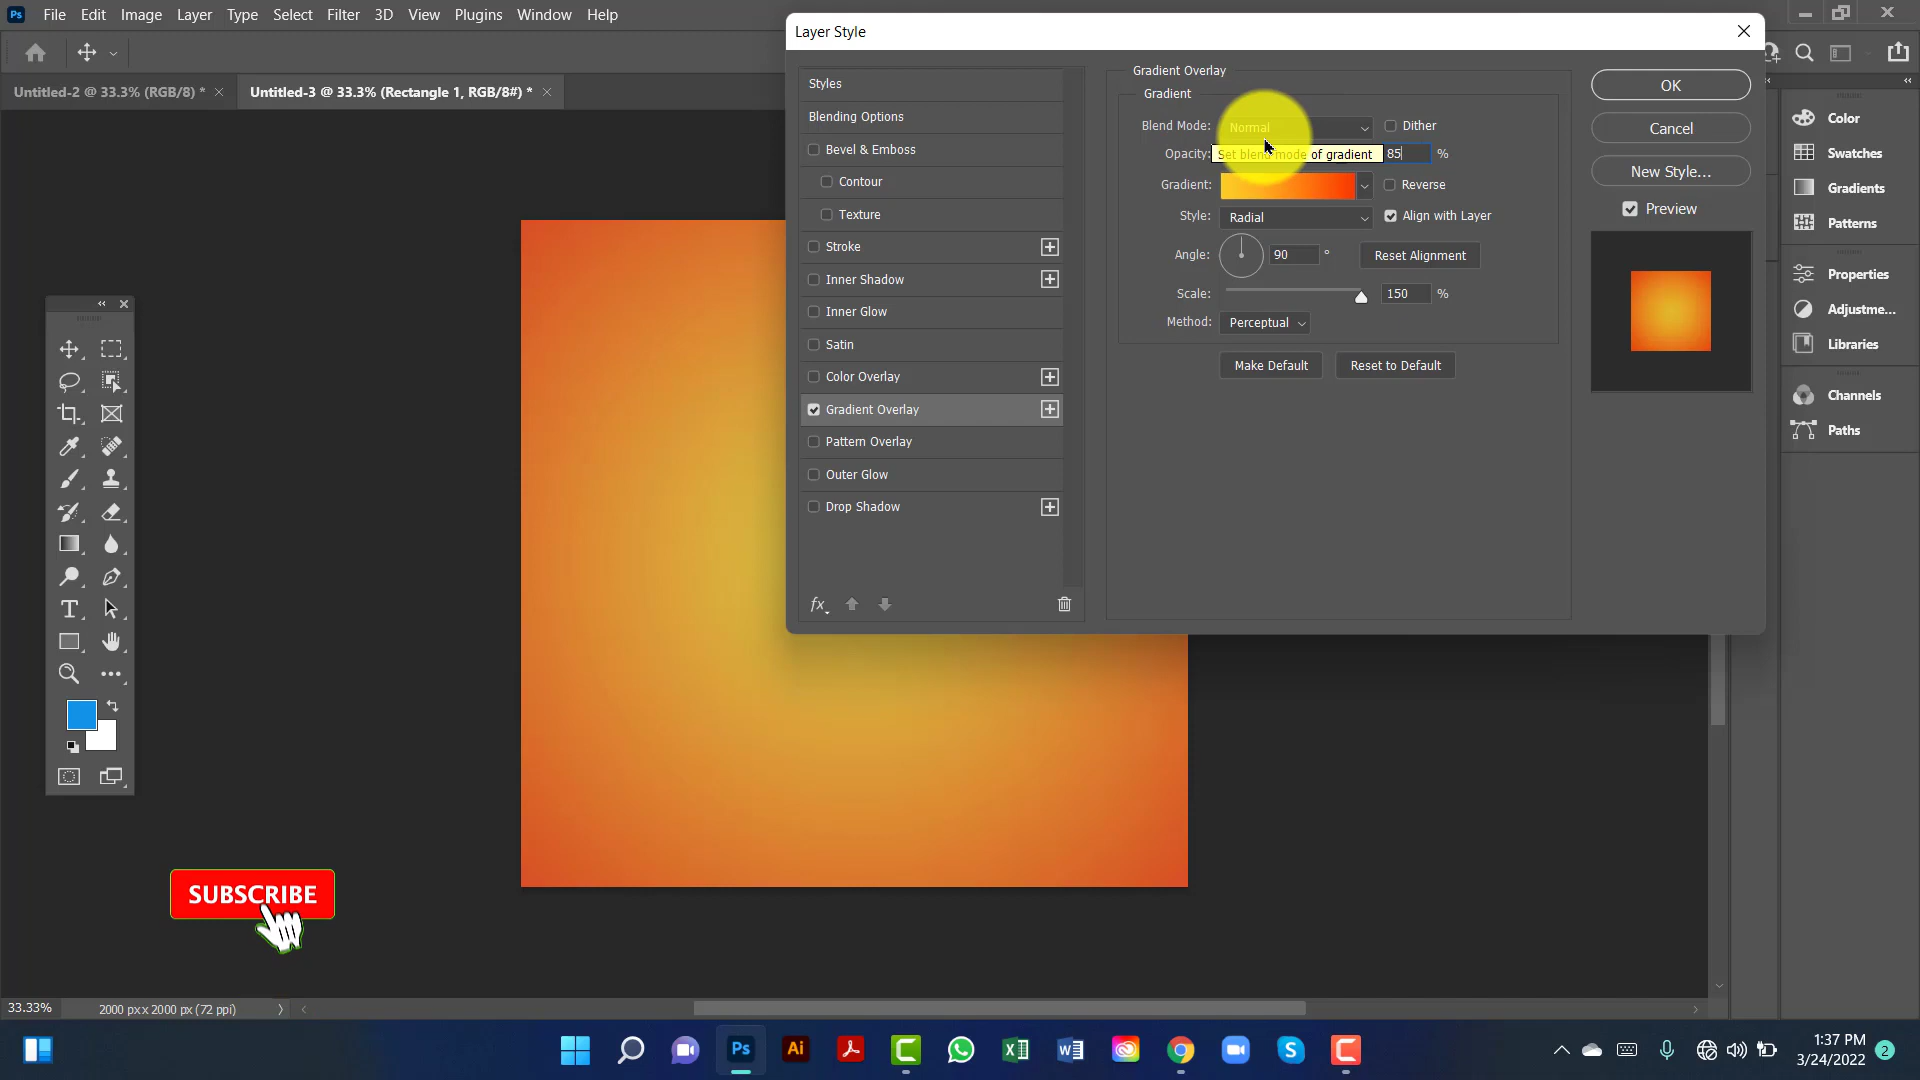 Ps File Edit Image Layer Type Select Filter 3D View Plugins Window Help
Untitled-2 @ 33.3% (RGB/8) * Untitled-3 @ 33.3% (Rectangle 1, RGB/8#) *
Layer Style
Styles
Blending Options
Bevel & Emboss
Contour
Texture
Stroke
Inner Shadow
Inner Glow
Satin
Color Overlay
Gradient Overlay
Pattern Overlay
Outer Glow
Drop Shadow
fx
Gradient Overlay
Gradient
Blend Mode: Normal Dither
Opacity: Set blend mode of gradient 85 %
Gradient: Reverse
Style: Radial Align with Layer
Angle: 90 ° Reset Alignment
Scale: 150 %
Method: Perceptual
Make Default Reset to Default
OK
Cancel
New Style...
Preview
Color
Swatches
Gradients
Patterns
Properties
Adjustme...
Libraries
Channels
Paths
SUBSCRIBE
33.33% 2000 px x 2000 px (72 ppi)
Ps Ai
1:37 PM
3/24/2022 2